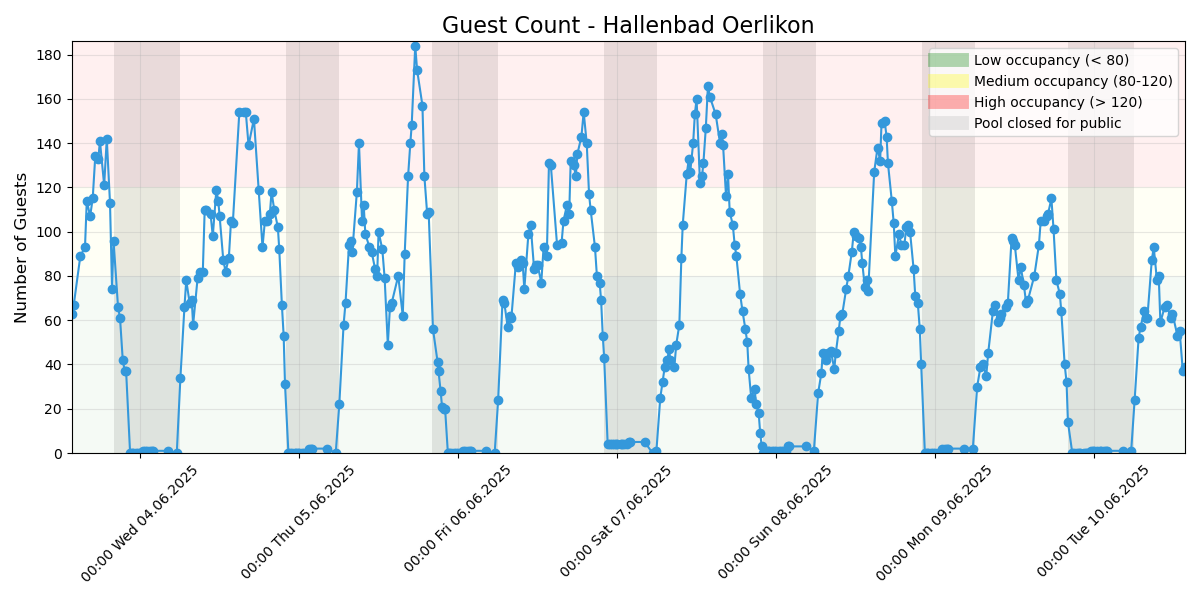 Guest Count - Hallenbad Oerlikon
Number of Guests
180
160
140
120
100
80
60
40
20
0
Low occupancy (< 80)
Medium occupancy (80-120)
High occupancy (> 120)
Pool closed for public
00:00 Wed 04.06.2025
00:00 Thu 05.06.2025
00:00 Fri 06.06.2025
00:00 Sat 07.06.2025
00:00 Sun 08.06.2025
00:00 Mon 09.06.2025
00:00 Tue 10.06.2025